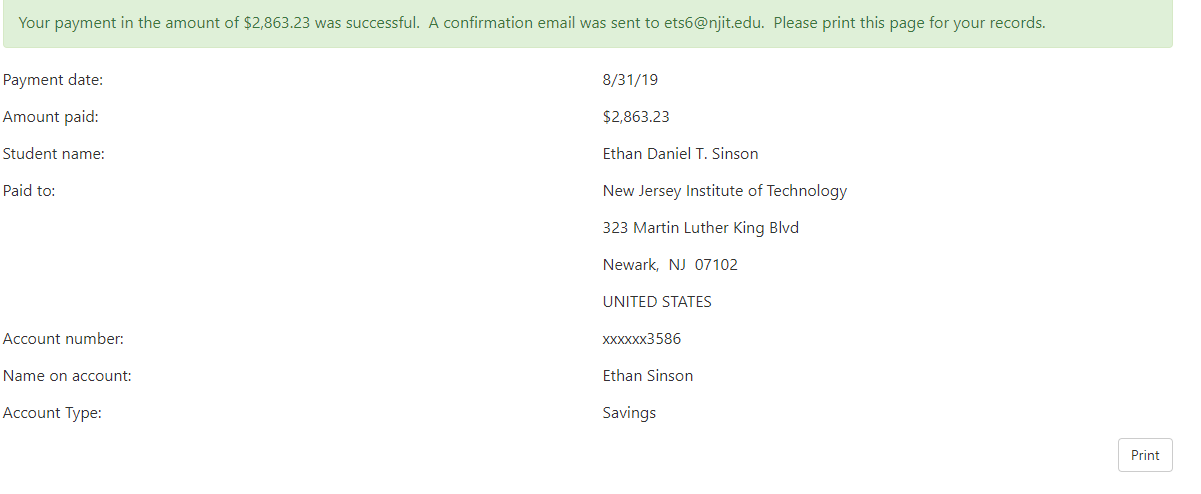 Your payment in the amount of $2,863.23 was successful.  A confirmation email was sent to ets6@njit.edu.  Please print this page for your records.
Payment date: 8/31/19
Amount paid: $2,863.23
Student name: Ethan Daniel T. Sinson
Paid to: New Jersey Institute of Technology
323 Martin Luther King Blvd
Newark,  NJ  07102
UNITED STATES
Account number: xxxxxx3586
Name on account: Ethan Sinson
Account Type: Savings
Print